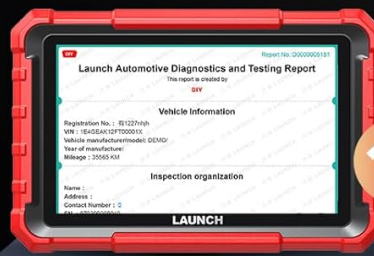 DIY
Report No.:D0000005181
Launch Automotive Diagnostics and Testing Report
This report is created by
DIY
Vehicle Information
Registration No. :
VIN : 1E4GEAK12FT00001X
Vehicle manufacturer/model: DEMO/
Year of manufacture:
Mileage : 35565 KM
Inspection organization
Name :
Address :
Contact Number : 0
LAUNCH